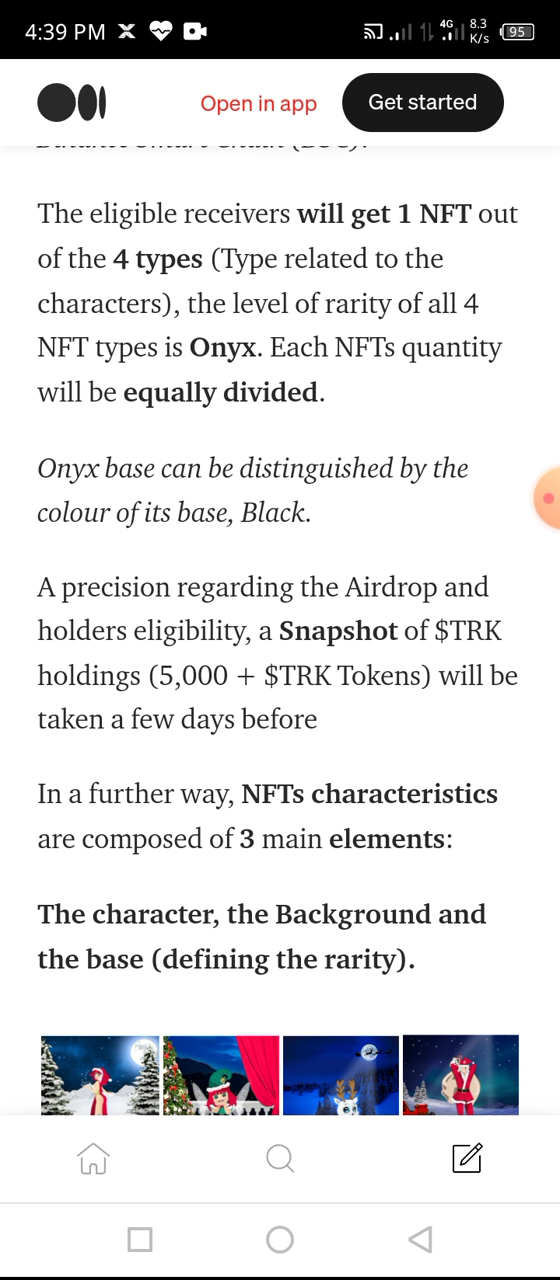 4:39 PM
4G 8.3 K/s 95
Open in app
Get started
The eligible receivers will get 1 NFT out
of the 4 types (Type related to the
characters), the level of rarity of all 4
NFT types is Onyx. Each NFTs quantity
will be equally divided.
Onyx base can be distinguished by the
colour of its base, Black.
A precision regarding the Airdrop and
holders eligibility, a Snapshot of $TRK
holdings (5,000 + $TRK Tokens) will be
taken a few days before
In a further way, NFTs characteristics
are composed of 3 main elements:
The character, the Background and
the base (defining the rarity).